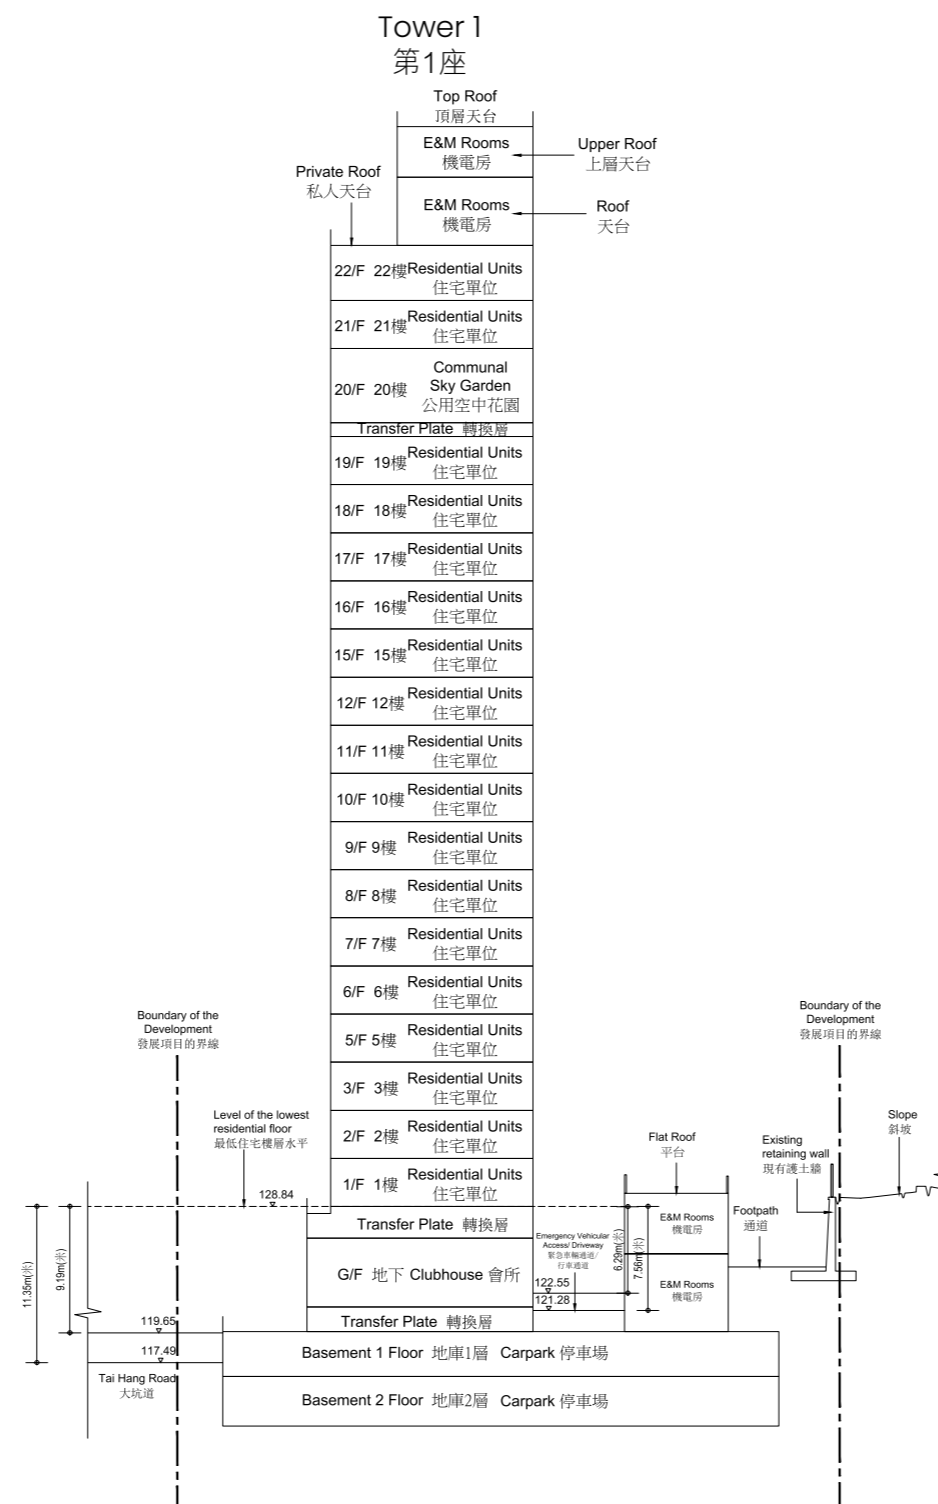 Tower 1
第1座
Top Roof
頂層天台
E&M Rooms
機電房
Upper Roof
上層天台
Private Roof
私人天台
E&M Rooms
機電房
Roof
天台
22/F 22樓 Residential Units
住宅單位
21/F 21樓 Residential Units
住宅單位
Communal
20/F 20樓 Sky Garden
公用空中花園
Transfer Plate 轉換層
19/F 19樓 Residential Units
住宅單位
18/F 18樓 Residential Units
住宅單位
17/F 17樓 Residential Units
住宅單位
16/F 16樓 Residential Units
住宅單位
15/F 15樓 Residential Units
住宅單位
12/F 12樓 Residential Units
住宅單位
11/F 11樓 Residential Units
住宅單位
10/F 10樓 Residential Units
住宅單位
9/F 9樓 Residential Units
住宅單位
8/F 8樓 Residential Units
住宅單位
7/F 7樓 Residential Units
住宅單位
6/F 6樓 Residential Units
住宅單位
5/F 5樓 Residential Units
住宅單位
3/F 3樓 Residential Units
住宅單位
2/F 2樓 Residential Units
住宅單位
1/F 1樓 Residential Units
住宅單位
Boundary of the
Development
發展項目的界線
Boundary of the
Development
發展項目的界線
Level of the lowest
residential floor
最低住宅樓層水平
128.84
Flat Roof
平台
Existing
retaining wall
現有護土牆
Slope
斜坡
Footpath
通道
Transfer Plate 轉換層
Emergency Vehicular
Access/ Driveway
緊急車輛通道/
行車通道
E&M Rooms
機電房
11.35m(米)
9.19m(米)
6.29m(米)
7.56m(米)
G/F 地下 Clubhouse 會所
122.55
121.28
E&M Rooms
機電房
Transfer Plate 轉換層
119.65
117.49
Tai Hang Road
大坑道
Basement 1 Floor 地庫1層 Carpark 停車場
Basement 2 Floor 地庫2層 Carpark 停車場